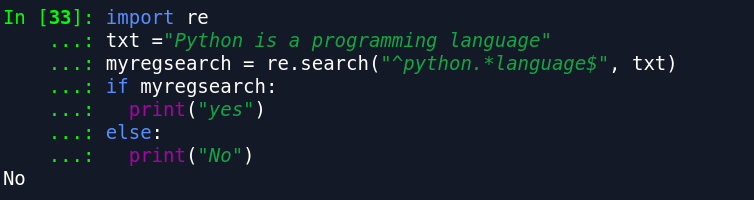 In [33]: import re
    ...: txt ="Python is a programming language"
    ...: myregsearch = re.search("^python.*language$", txt)
    ...: if myregsearch:
    ...:   print("yes")
    ...: else:
    ...:   print("No")
No